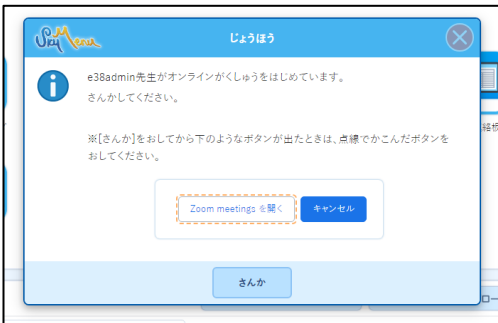 SkyMenu
じょうほう
e38admin先生がオンラインがくしゅうをはじめています。
さんかしてください。
※[さんか]をおしてから下のようなボタンが出たときは、点線でかこんだボタンを
おしてください。
Zoom meetings を開く
キャンセル
さんか